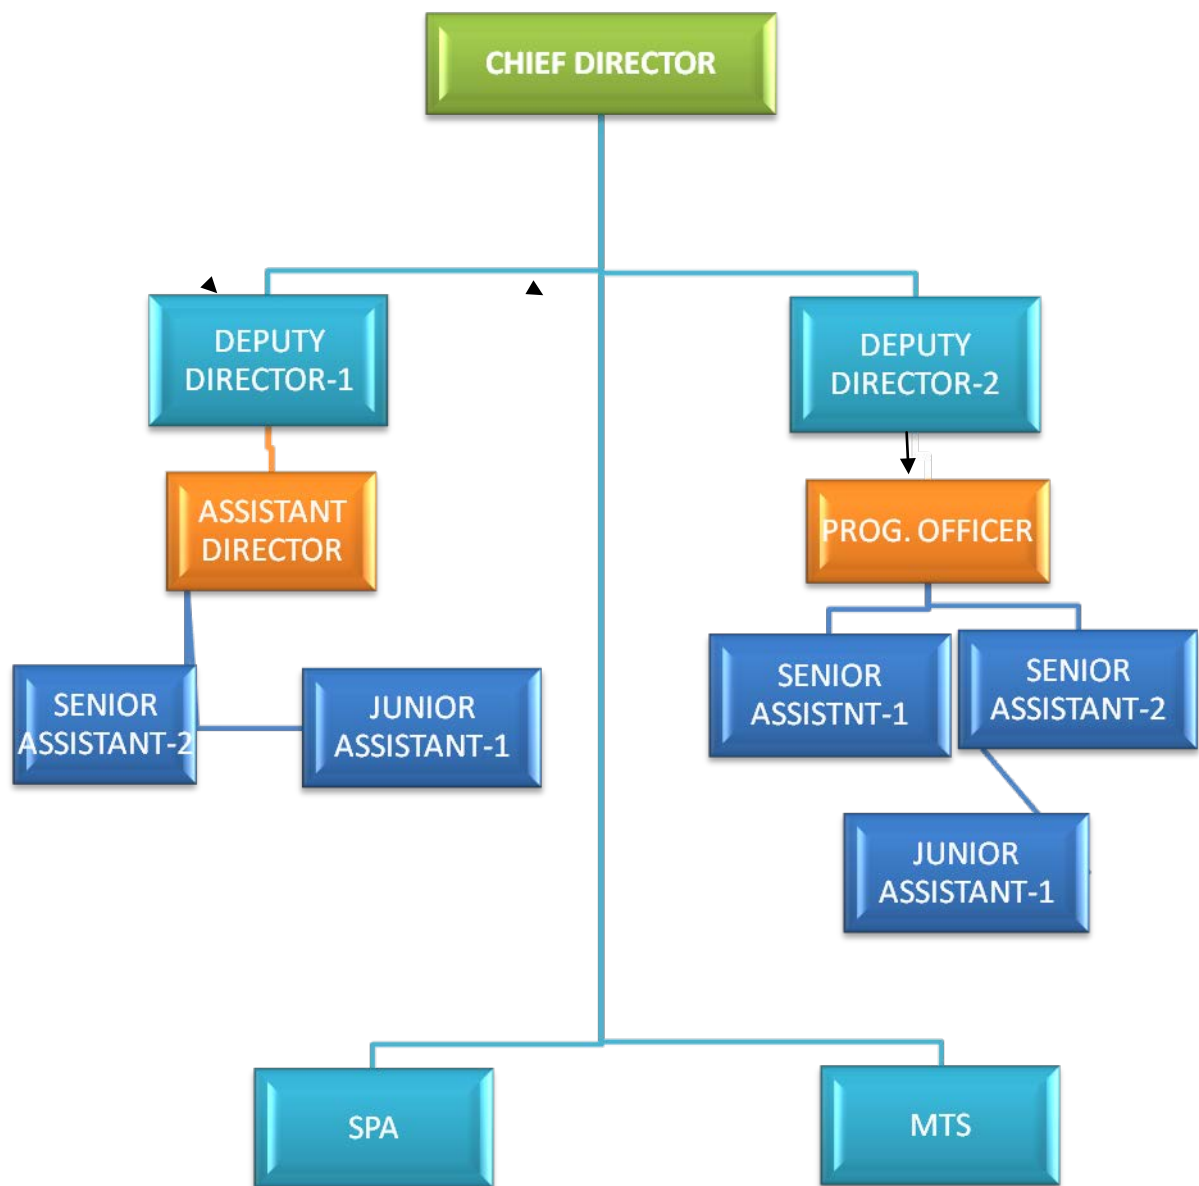 CHIEF DIRECTOR
DEPUTY
DIRECTOR-1
DEPUTY
DIRECTOR-2
ASSISTANT
DIRECTOR
PROG. OFFICER
SENIOR
ASSISTANT-2
JUNIOR
ASSISTANT-1
SENIOR
ASSISTNT-1
SENIOR
ASSISTANT-2
JUNIOR
ASSISTANT-1
SPA
MTS